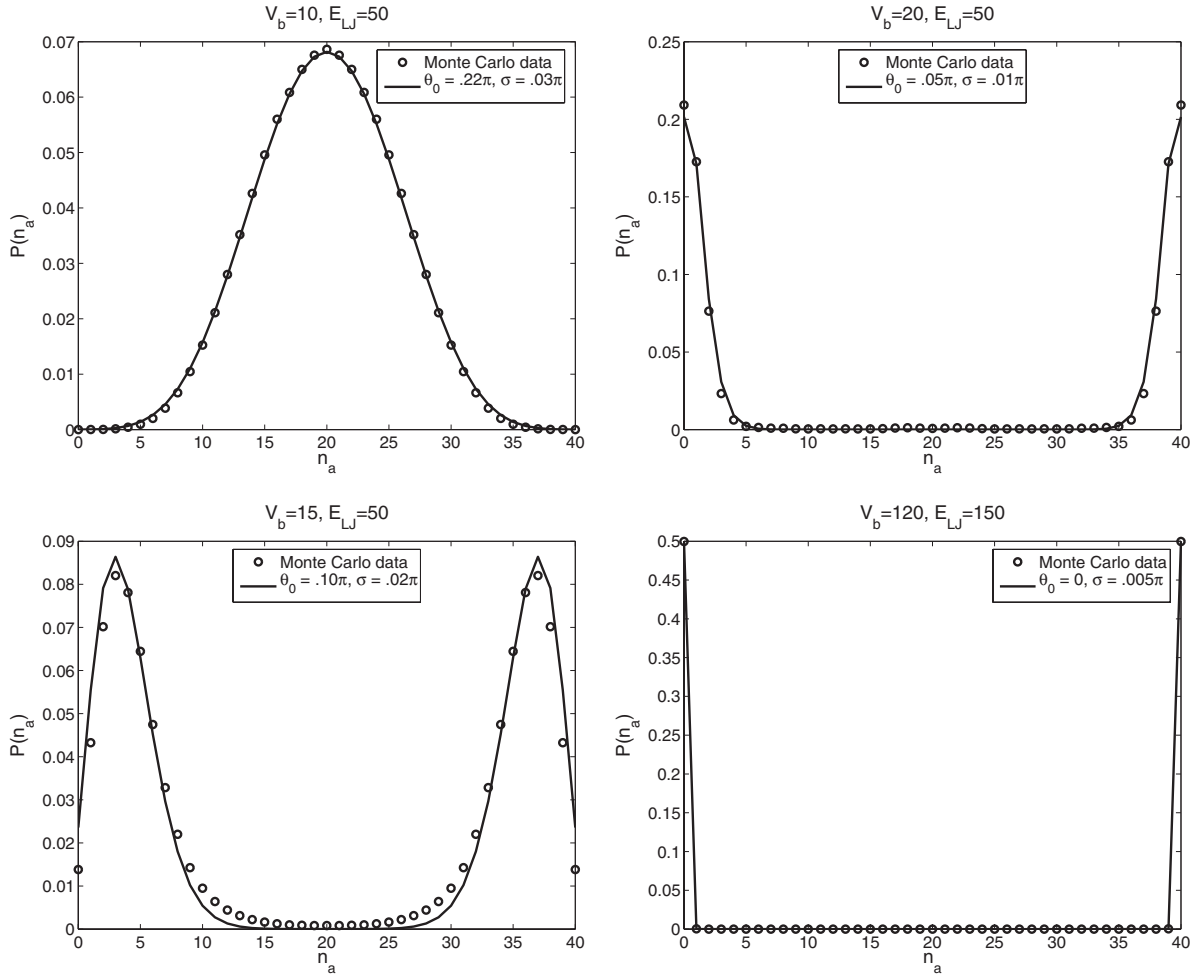 V_b=10, E_LJ=50
0.07
0.06
0.05
0.04
0.03
0.02
0.01
0
P(n_a)
Monte Carlo data
θ_0 = .22π, σ = .03π
0 5 10 15 20 25 30 35 40
n_a
V_b=20, E_LJ=50
0.25
0.2
0.15
0.1
0.05
0
P(n_a)
Monte Carlo data
θ_0 = .05π, σ = .01π
0 5 10 15 20 25 30 35 40
n_a
V_b=15, E_LJ=50
0.09
0.08
0.07
0.06
0.05
0.04
0.03
0.02
0.01
0
P(n_a)
Monte Carlo data
θ_0 = .10π, σ = .02π
0 5 10 15 20 25 30 35 40
n_a
V_b=120, E_LJ=150
0.5
0.45
0.4
0.35
0.3
0.25
0.2
0.15
0.1
0.05
0
P(n_a)
Monte Carlo data
θ_0 = 0, σ = .005π
0 5 10 15 20 25 30 35 40
n_a